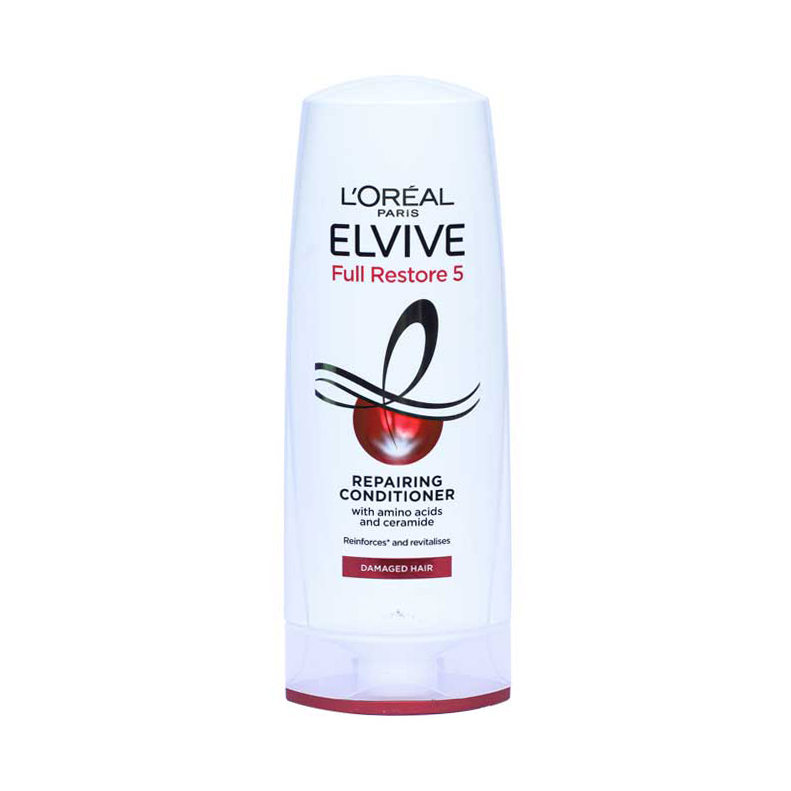 L'ORÉAL
PARIS
ELVIVE
Full Restore 5
REPAIRING
CONDITIONER
with amino acids
and ceramide
Reinforces* and revitalises
DAMAGED HAIR